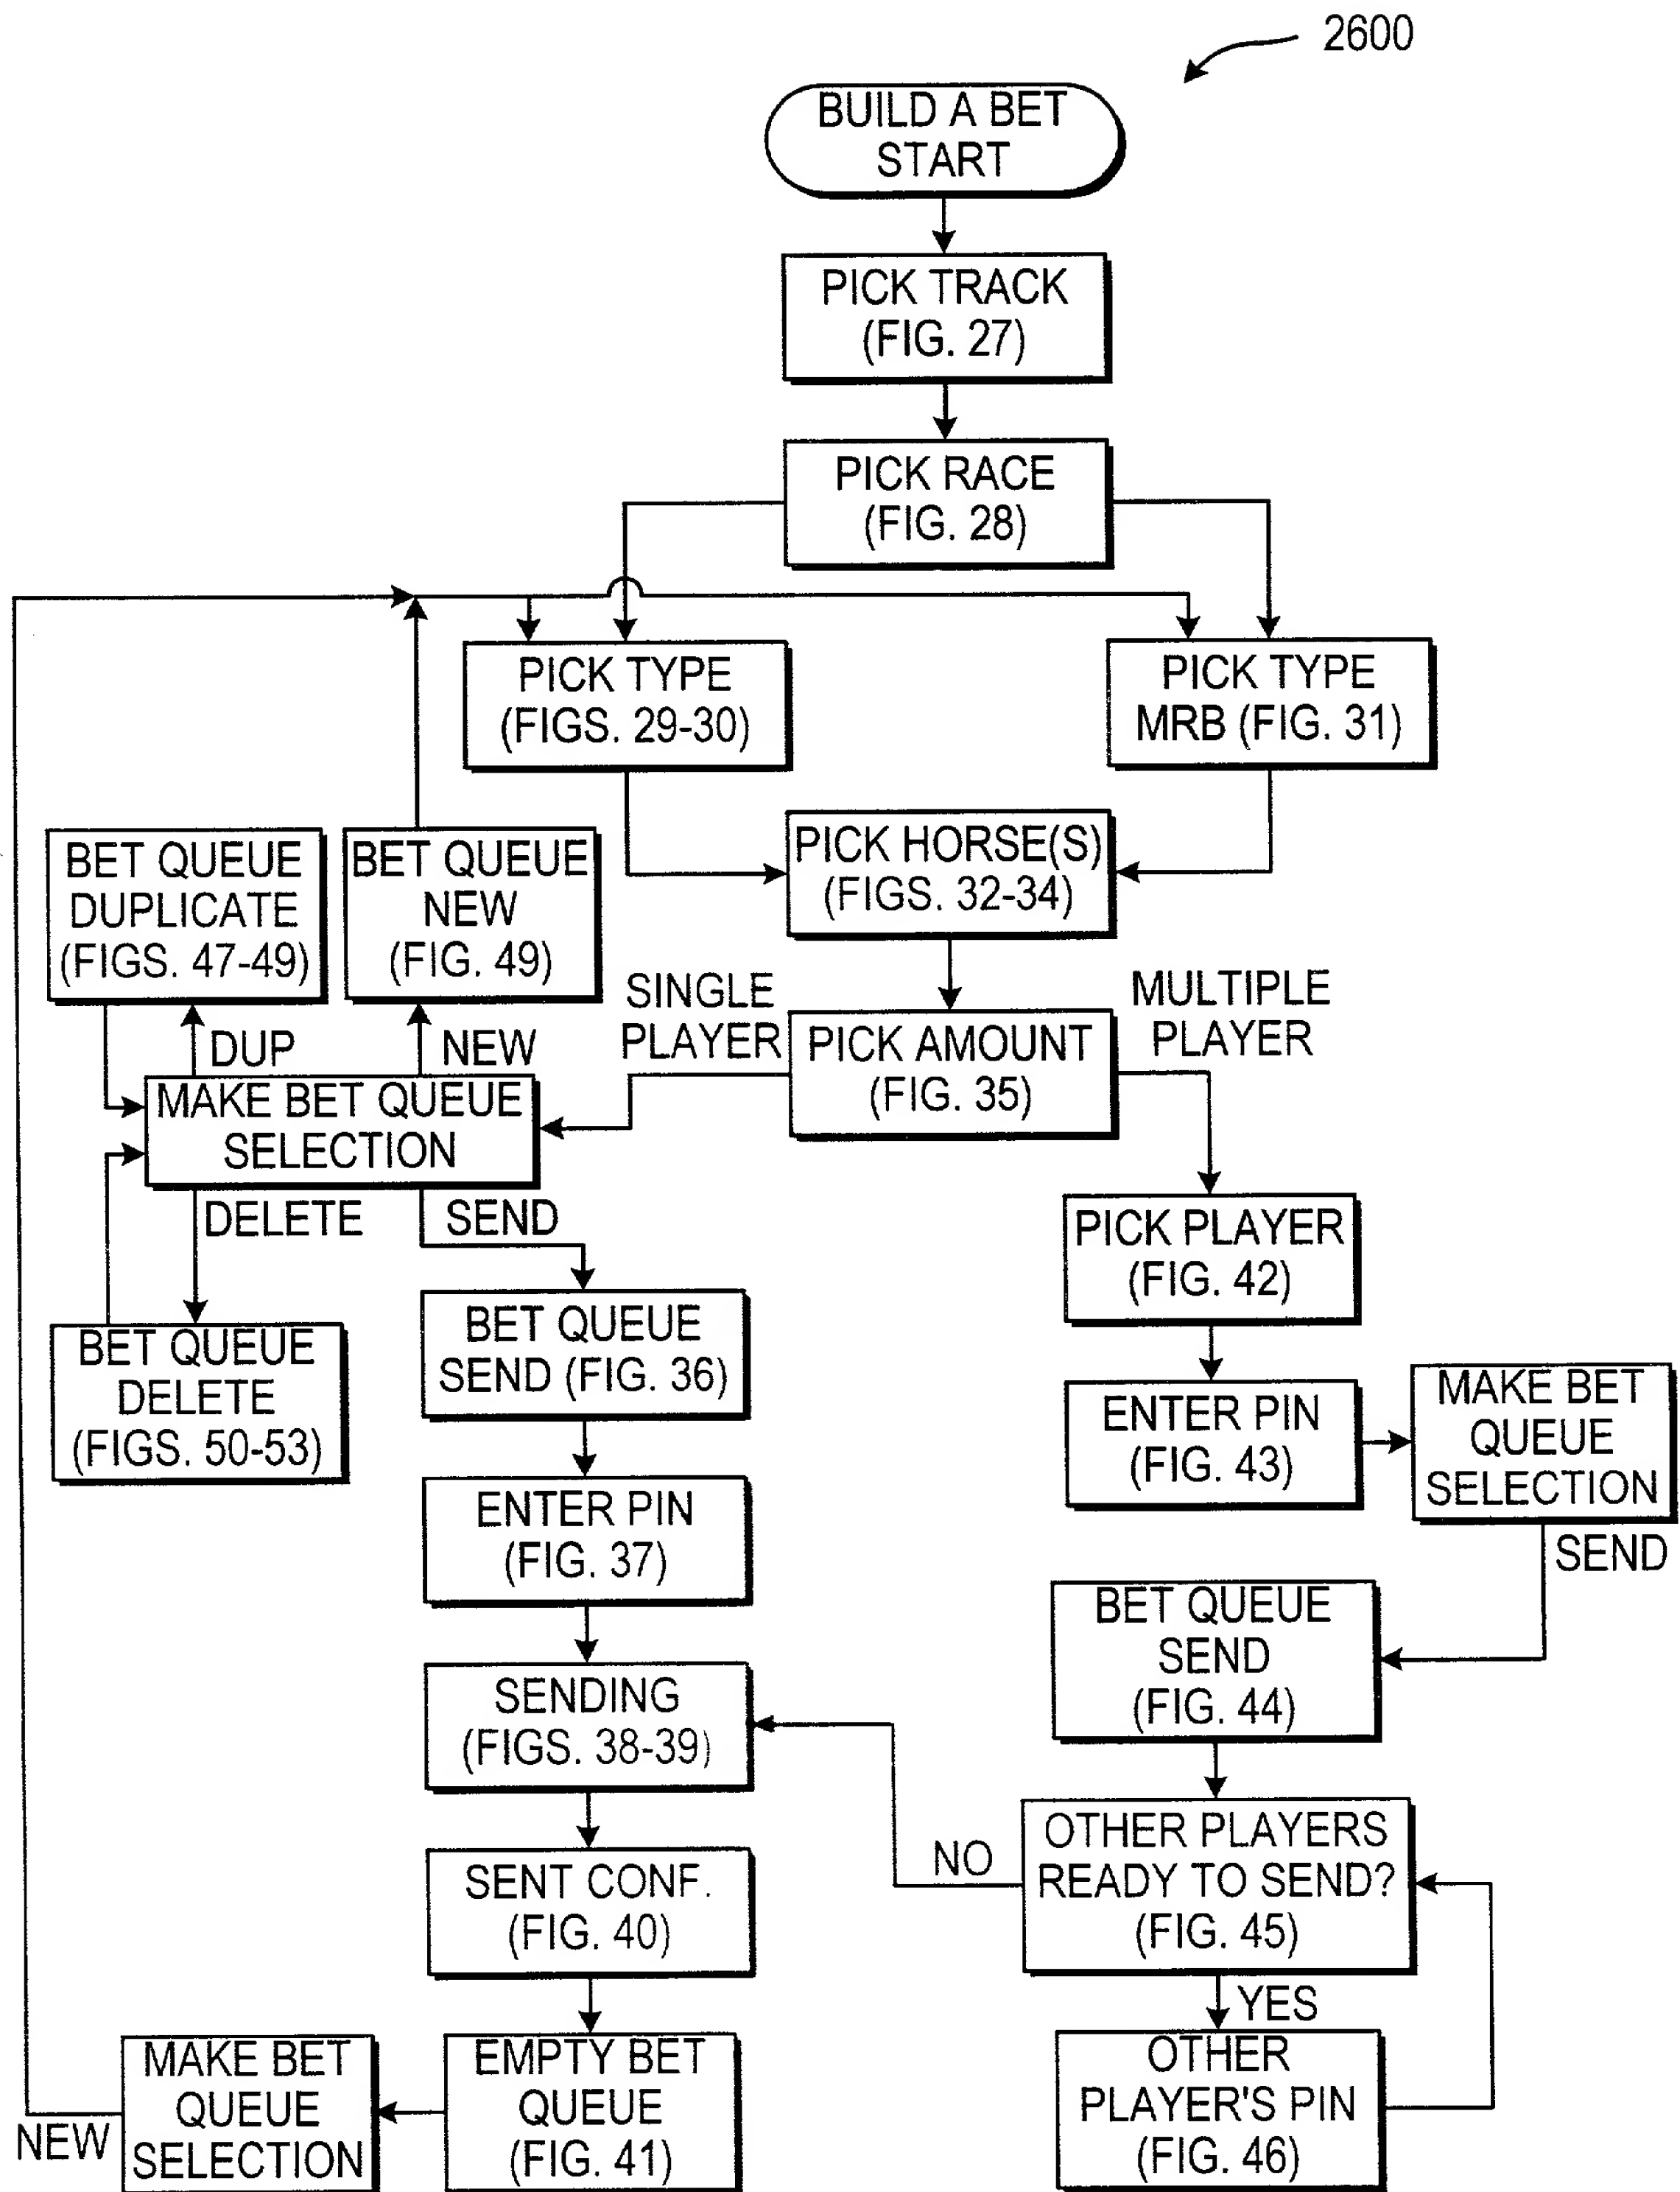 2600
BUILD A BET
START
PICK TRACK
(FIG. 27)
PICK RACE
(FIG. 28)
PICK TYPE
(FIGS. 29-30)
PICK TYPE
MRB (FIG. 31)
BET QUEUE
DUPLICATE
(FIGS. 47-49)
BET QUEUE
NEW
(FIG. 49)
PICK HORSE(S)
(FIGS. 32-34)
SINGLE
PLAYER
MULTIPLE
PLAYER
DUP
NEW
PICK AMOUNT
(FIG. 35)
MAKE BET QUEUE
SELECTION
DELETE
SEND
PICK PLAYER
(FIG. 42)
BET QUEUE
SEND (FIG. 36)
BET QUEUE
DELETE
(FIGS. 50-53)
ENTER PIN
(FIG. 43)
MAKE BET
QUEUE
SELECTION
ENTER PIN
(FIG. 37)
SEND
BET QUEUE
SEND
(FIG. 44)
SENDING
(FIGS. 38-39)
OTHER PLAYERS
READY TO SEND?
(FIG. 45)
NO
SENT CONF.
(FIG. 40)
YES
MAKE BET
QUEUE
SELECTION
NEW
EMPTY BET
QUEUE
(FIG. 41)
OTHER
PLAYER'S PIN
(FIG. 46)